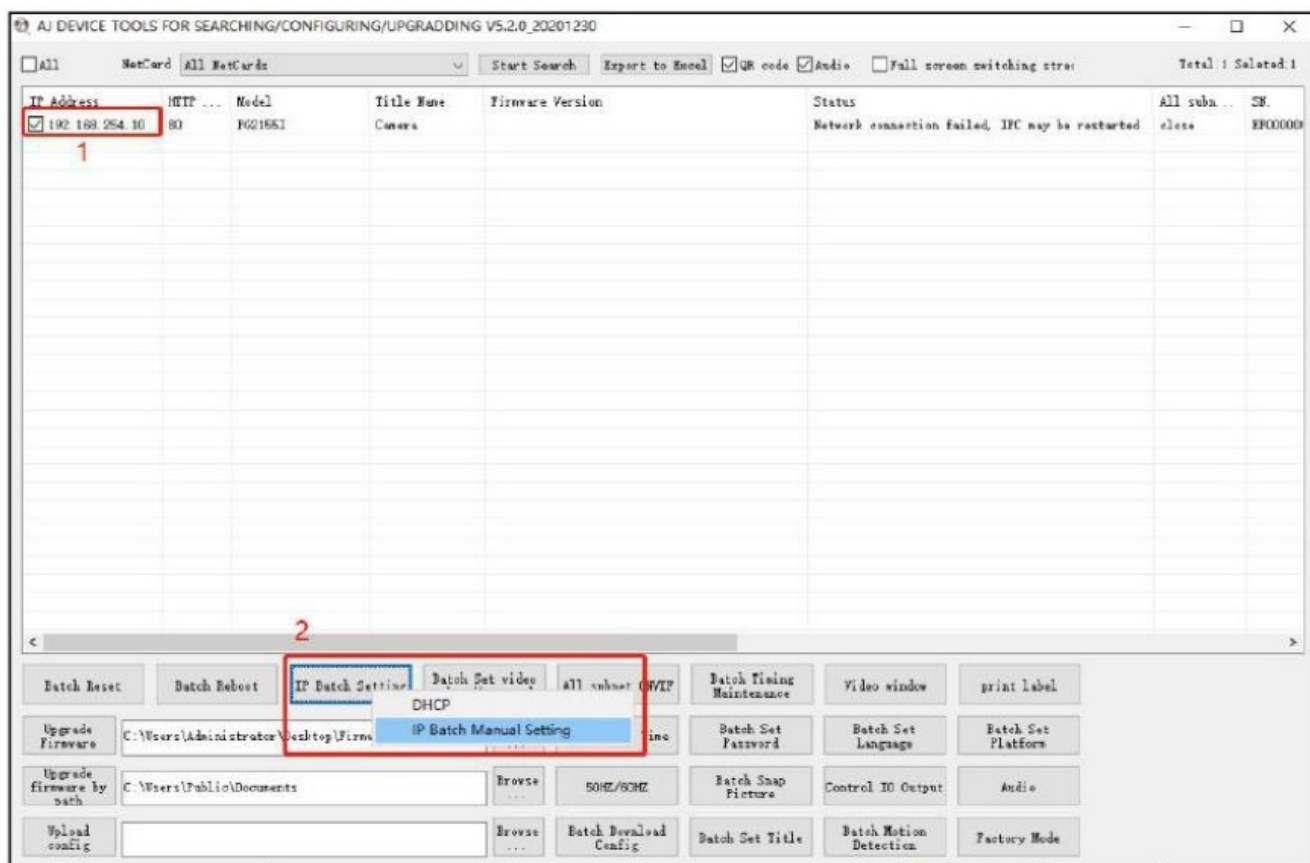 AJ DEVICE TOOLS FOR SEARCHING/CONFIGURING/UPGRADDING V5.2.0_20201230
All NetCard All NetCards Start Search Export to Excel QR code Audio Full screen switching strea Total:1 Selated:1
IP Address HTTP ... Model Title Name Firmware Version Status All subn... SN.
192.168.254.10 80 Camera Network connection failed, IPC may be restarted close
1
2
Batch Reset Batch Reboot IP Batch Setting Batch Set video All subnet ONVIF Batch Timing Maintenance Video window print label
DHCP
IP Batch Manual Setting
Upgrade Firmware C:\Users\Administrator\Desktop\Firmw ... ime Batch Set Password Batch Set Language Batch Set Platform
Upgrade firmware by path C:\Users\Public\Documents Browse ... 50HZ/60HZ Batch Snap Picture Control IO Output Audio
Upload config Browse ... Batch Download Config Batch Set Title Batch Motion Detection Factory Mode